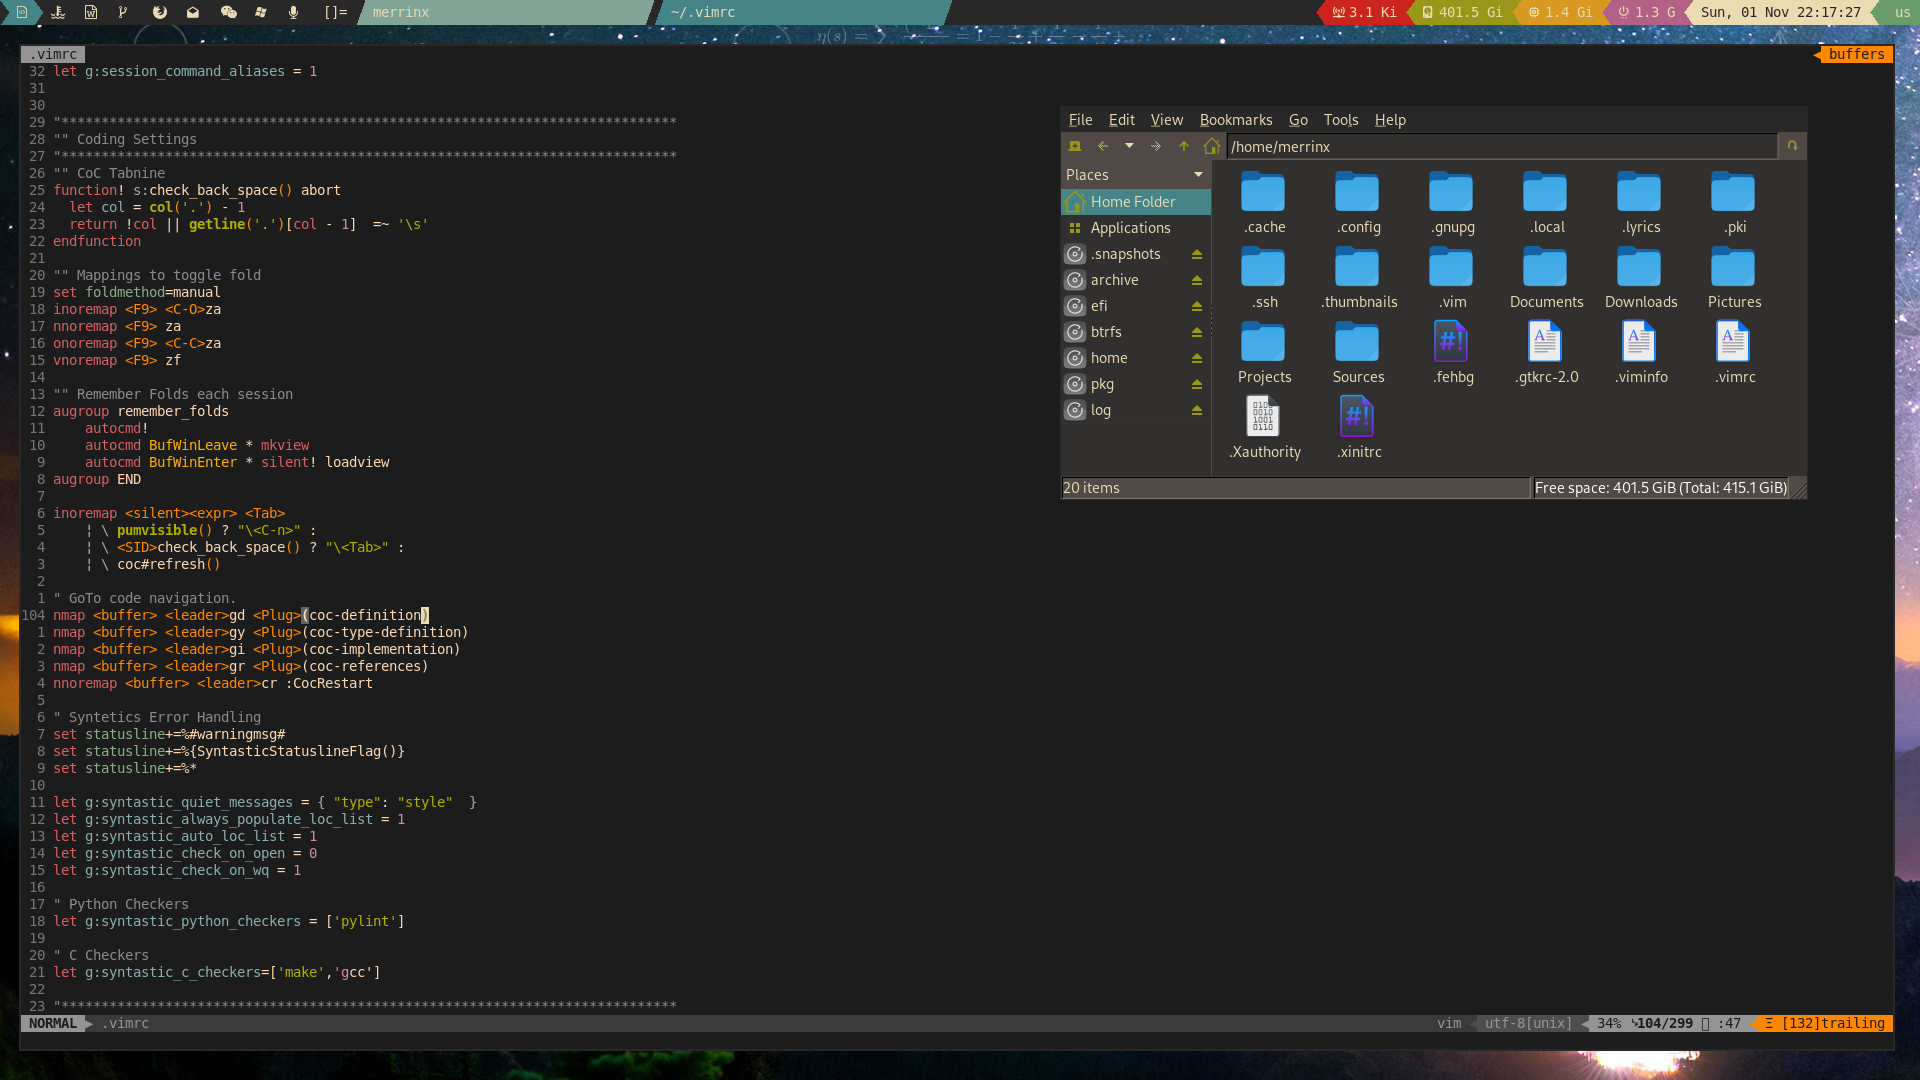 []= merrinx ~/.vimrc 3.1 Ki 401.5 Gi 1.4 Gi 1.3 G Sun, 01 Nov 22:17:27 us
.vimrc buffers
32 let g:session_command_aliases = 1
31
30
29 "*****************************************************************************
28 "" Coding Settings
27 "*****************************************************************************
26 "" CoC Tabnine
25 function! s:check_back_space() abort
24   let col = col('.') - 1
23   return !col || getline('.')[col - 1]  =~ '\s'
22 endfunction
21
20 "" Mappings to toggle fold
19 set foldmethod=manual
18 inoremap <F9> <C-O>za
17 nnoremap <F9> za
16 onoremap <F9> <C-C>za
15 vnoremap <F9> zf
14
13 "" Remember Folds each session
12 augroup remember_folds
11     autocmd!
10     autocmd BufWinLeave * mkview
9     autocmd BufWinEnter * silent! loadview
8 augroup END
7
6 inoremap <silent><expr> <Tab>
5     ¦ \ pumvisible() ? "\<C-n>" :
4     ¦ \ <SID>check_back_space() ? "\<Tab>" :
3     ¦ \ coc#refresh()
2
1 " GoTo code navigation.
104 nmap <buffer> <leader>gd <Plug>(coc-definition)
1 nmap <buffer> <leader>gy <Plug>(coc-type-definition)
2 nmap <buffer> <leader>gi <Plug>(coc-implementation)
3 nmap <buffer> <leader>gr <Plug>(coc-references)
4 nnoremap <buffer> <leader>cr :CocRestart
5
6 " Syntetics Error Handling
7 set statusline+=%#warningmsg#
8 set statusline+=%{SyntasticStatuslineFlag()}
9 set statusline+=%*
10
11 let g:syntastic_quiet_messages = { "type": "style"  }
12 let g:syntastic_always_populate_loc_list = 1
13 let g:syntastic_auto_loc_list = 1
14 let g:syntastic_check_on_open = 0
15 let g:syntastic_check_on_wq = 1
16
17 " Python Checkers
18 let g:syntastic_python_checkers = ['pylint']
19
20 " C Checkers
21 let g:syntastic_c_checkers=['make','gcc']
22
23 "*****************************************************************************
NORMAL .vimrc vim utf-8[unix] 34% 104/299 :47 Ξ [132]trailing
File Edit View Bookmarks Go Tools Help
/home/merrinx
Places
Home Folder
Applications
.snapshots
archive
efi
btrfs
home
pkg
log
.cache .config .gnupg .local .lyrics .pki
.ssh .thumbnails .vim Documents Downloads Pictures
Projects Sources .fehbg .gtkrc-2.0 .viminfo .vimrc
.Xauthority .xinitrc
20 items Free space: 401.5 GiB (Total: 415.1 GiB)